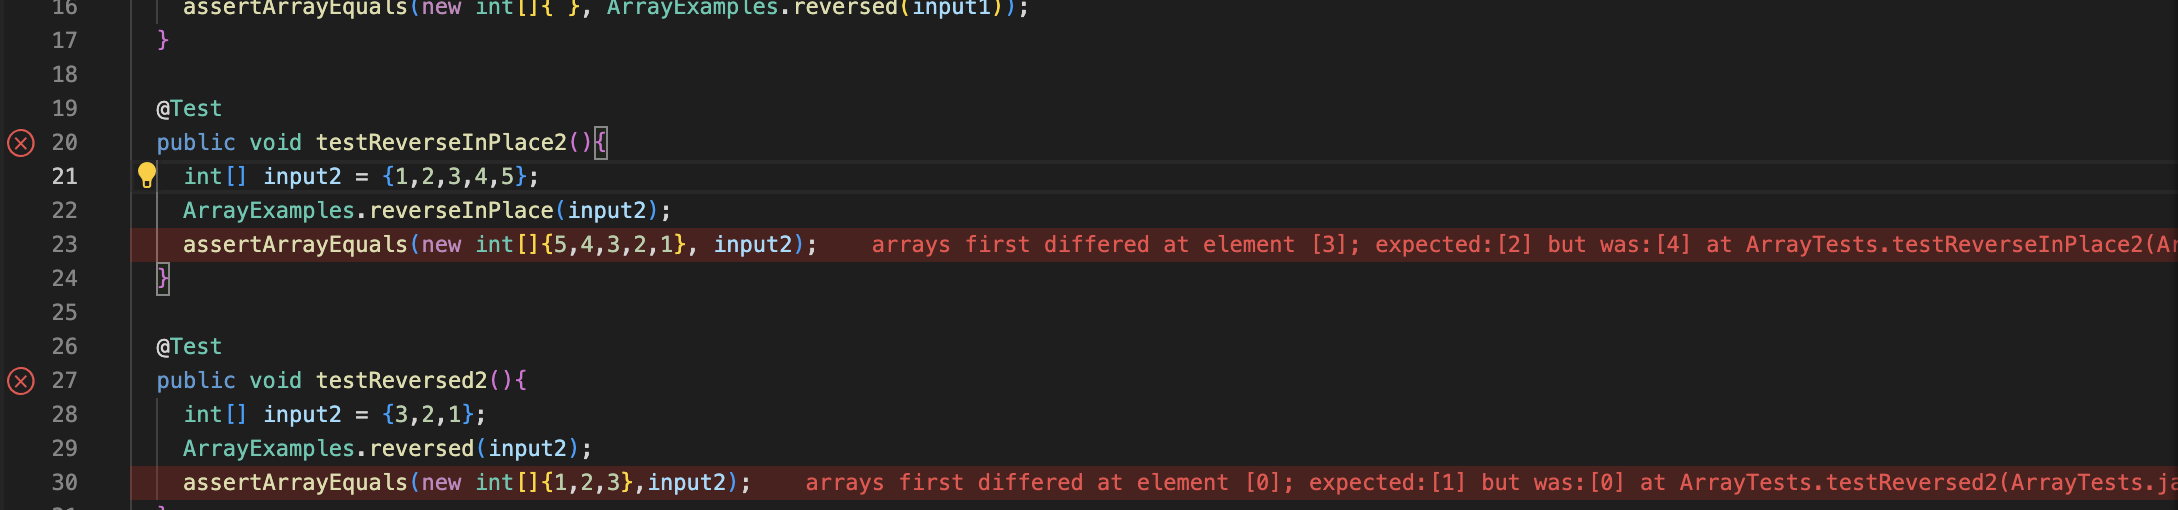 16 assertArrayEquals(new int[]{ }, ArrayExamples.reversed(input1));
17 }
18
19 @Test
20 public void testReverseInPlace2(){
21 int[] input2 = {1,2,3,4,5};
22 ArrayExamples.reverseInPlace(input2);
23 assertArrayEquals(new int[]{5,4,3,2,1}, input2); arrays first differed at element [3]; expected:[2] but was:[4] at ArrayTests.testReverseInPlace2(Ar
24 }
25
26 @Test
27 public void testReversed2(){
28 int[] input2 = {3,2,1};
29 ArrayExamples.reversed(input2);
30 assertArrayEquals(new int[]{1,2,3},input2); arrays first differed at element [0]; expected:[1] but was:[0] at ArrayTests.testReversed2(ArrayTests.ja